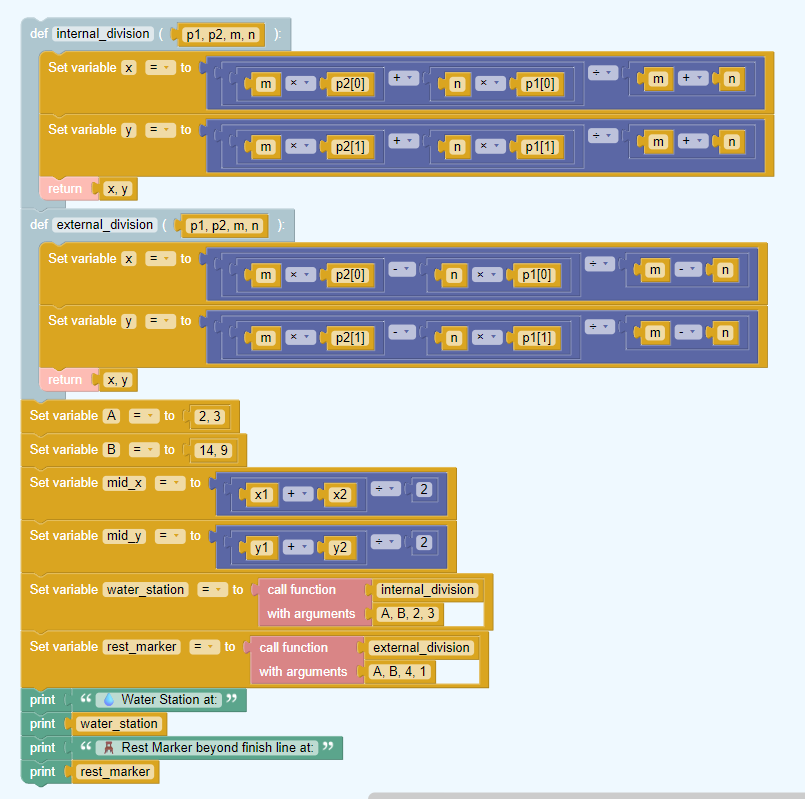 def internal_division ( p1, p2, m, n ):
Set variable x = to m × p2[0] + n × p1[0] ÷ m + n
Set variable y = to m × p2[1] + n × p1[1] ÷ m + n
return x, y
def external_division ( p1, p2, m, n ):
Set variable x = to m × p2[0] - n × p1[0] ÷ m - n
Set variable y = to m × p2[1] - n × p1[1] ÷ m - n
return x, y
Set variable A = to 2, 3
Set variable B = to 14, 9
Set variable mid_x = to x1 + x2 ÷ 2
Set variable mid_y = to y1 + y2 ÷ 2
Set variable water_station = to call function internal_division
with arguments A, B, 2, 3
Set variable rest_marker = to call function external_division
with arguments A, B, 4, 1
print “ 💧 Water Station at: ”
print water_station
print “ 🪑 Rest Marker beyond finish line at: ”
print rest_marker